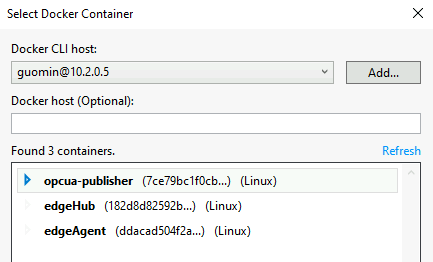 Select Docker Container
Docker CLI host:
guomin@10.2.0.5
Add...
Docker host (Optional):
Found 3 containers.
Refresh
opcua-publisher (7ce79bc1f0cb...) (Linux)
edgeHub (182d8d82592b...) (Linux)
edgeAgent (ddacad504f2a...) (Linux)